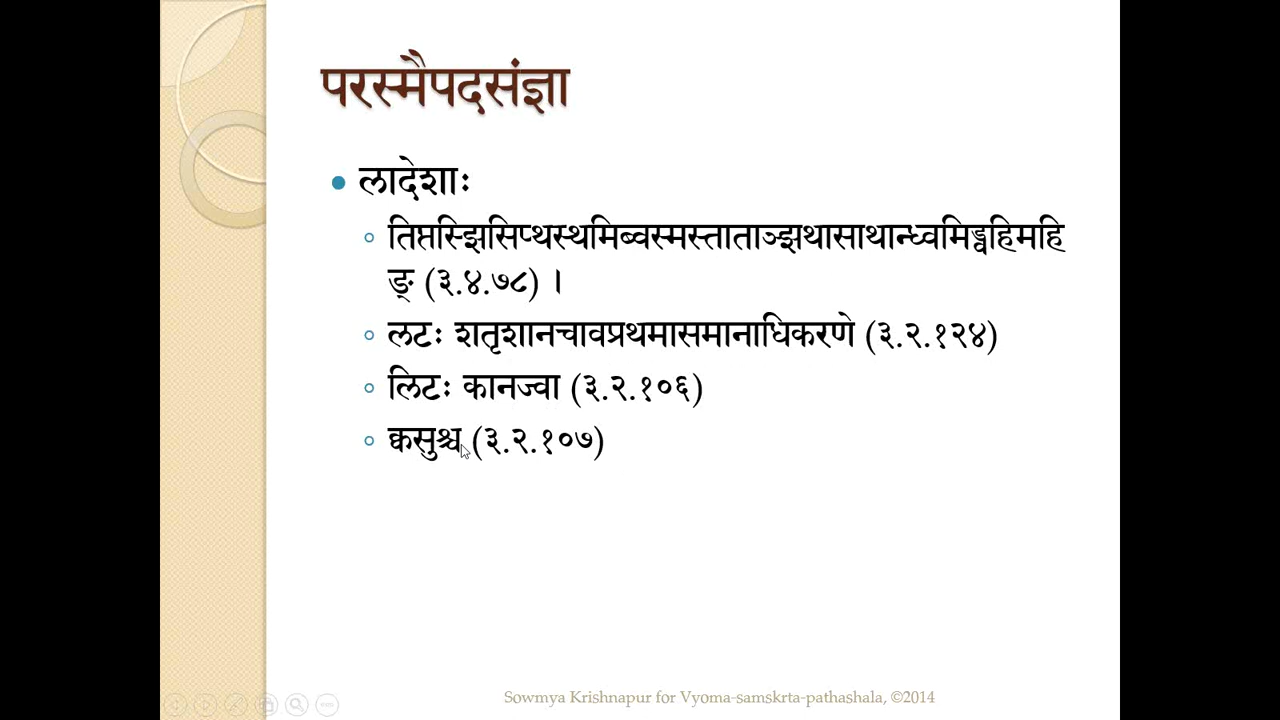 परस्मैपदसंज्ञा
लादेशाः
तिप्तस्झिसिप्थस्थमिब्वस्मस्ताताञ्झथासाथान्ध्वमिड्वहिमहि
ङ् (३.४.७८) ।
लटः शतृशानचावप्रथमासमानाधिकरणे (३.२.१२४)
लिटः कानज्वा (३.२.१०६)
क्वसुश्च (३.२.१०७)
Sowmya Krishnapur for Vyoma-samskrta-pathashala, ©2014